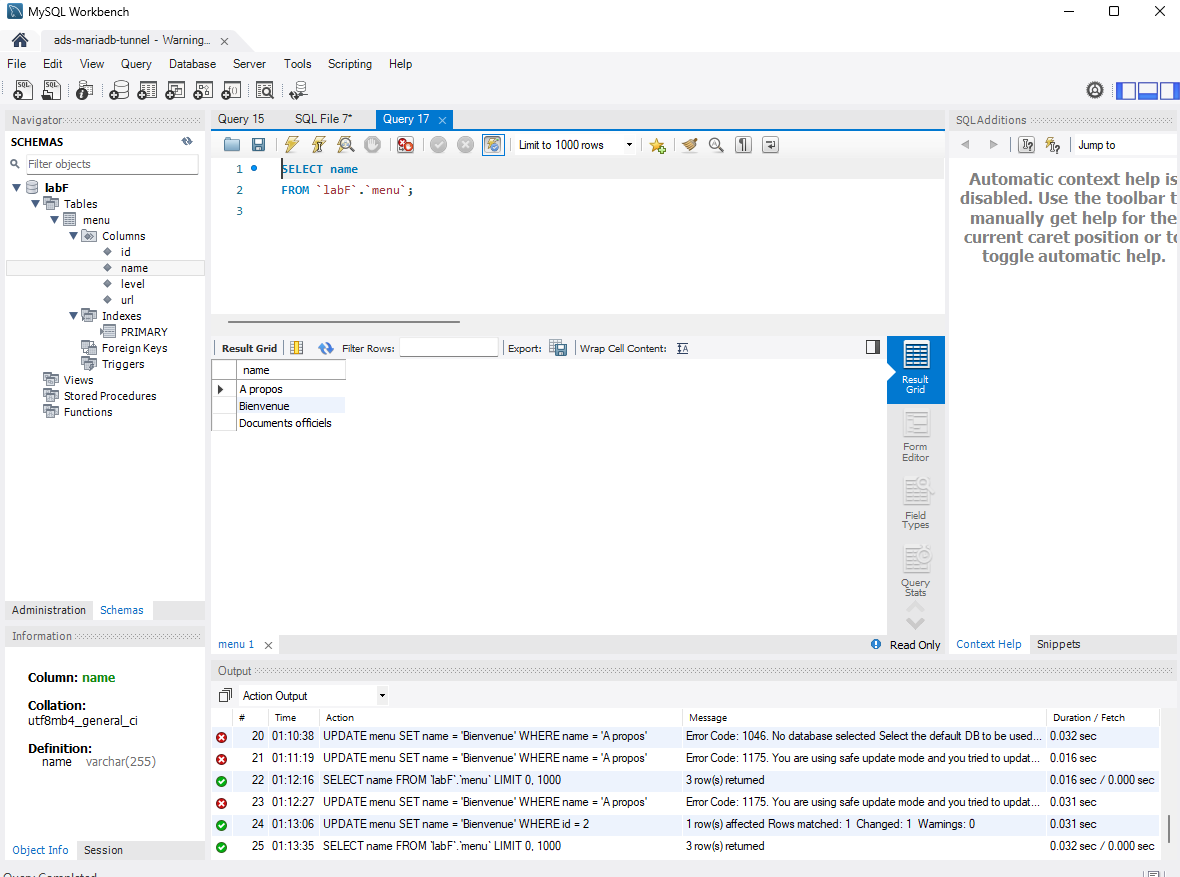 MySQL Workbench
ads-mariadb-tunnel - Warning...
File Edit View Query Database Server Tools Scripting Help
Navigator
SCHEMAS
Filter objects
labF
Tables
menu
Columns
id
name
level
url
Indexes
PRIMARY
Foreign Keys
Triggers
Views
Stored Procedures
Functions
Administration Schemas
Information
Column: name
Collation:
utf8mb4_general_ci
Definition:
name varchar(255)
Object Info Session
Query 15 SQL File 7* Query 17
Limit to 1000 rows
1 SELECT name
2 FROM `labF`.`menu`;
3
Result Grid Filter Rows: Export: Wrap Cell Content: IA
name
A propos
Bienvenue
Documents officiels
Result
Grid
Form
Editor
Field
Types
Query
Stats
menu 1 Read Only
SQLAdditions
Jump to
Automatic context help is
disabled. Use the toolbar t
manually get help for the
current caret position or to
toggle automatic help.
Context Help Snippets
Output
Action Output
# Time Action Message Duration / Fetch
20 01:10:38 UPDATE menu SET name = 'Bienvenue' WHERE name = 'A propos' Error Code: 1046. No database selected Select the default DB to be used... 0.032 sec
21 01:11:19 UPDATE menu SET name = 'Bienvenue' WHERE name = 'A propos' Error Code: 1175. You are using safe update mode and you tried to updat... 0.016 sec
22 01:12:16 SELECT name FROM `labF`.`menu` LIMIT 0, 1000 3 row(s) returned 0.016 sec / 0.000 sec
23 01:12:27 UPDATE menu SET name = 'Bienvenue' WHERE name = 'A propos' Error Code: 1175. You are using safe update mode and you tried to updat... 0.031 sec
24 01:13:06 UPDATE menu SET name = 'Bienvenue' WHERE id = 2 1 row(s) affected Rows matched: 1 Changed: 1 Warnings: 0 0.031 sec
25 01:13:35 SELECT name FROM `labF`.`menu` LIMIT 0, 1000 3 row(s) returned 0.032 sec / 0.000 sec
Query Completed